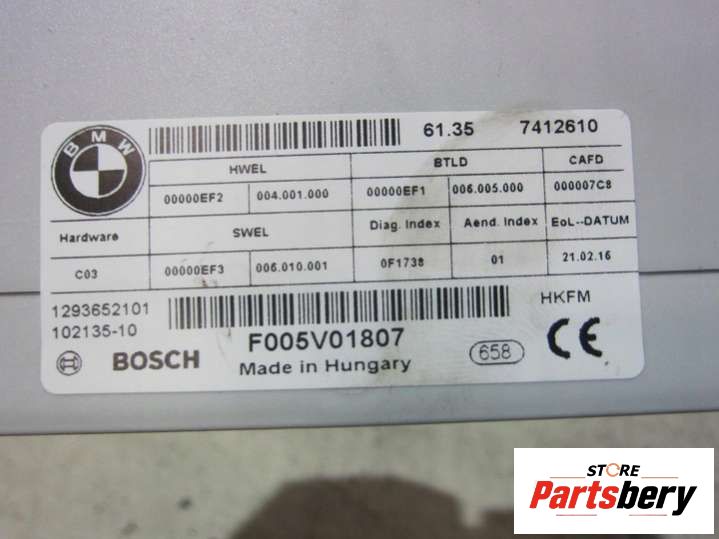 BMW
61.35 7412610
HWEL BTLD CAFD
00000EF2 004.001.000 00000EF1 006.005.000 000007C8
Hardware SWEL Diag. Index Aend. Index EoL--DATUM
C03 00000EF3 006.010.001 0F1738 01 21.02.16
1293652101
102135-10
HKFM
BOSCH
F005V01807
Made in Hungary
658
CE
STORE
Partsbery